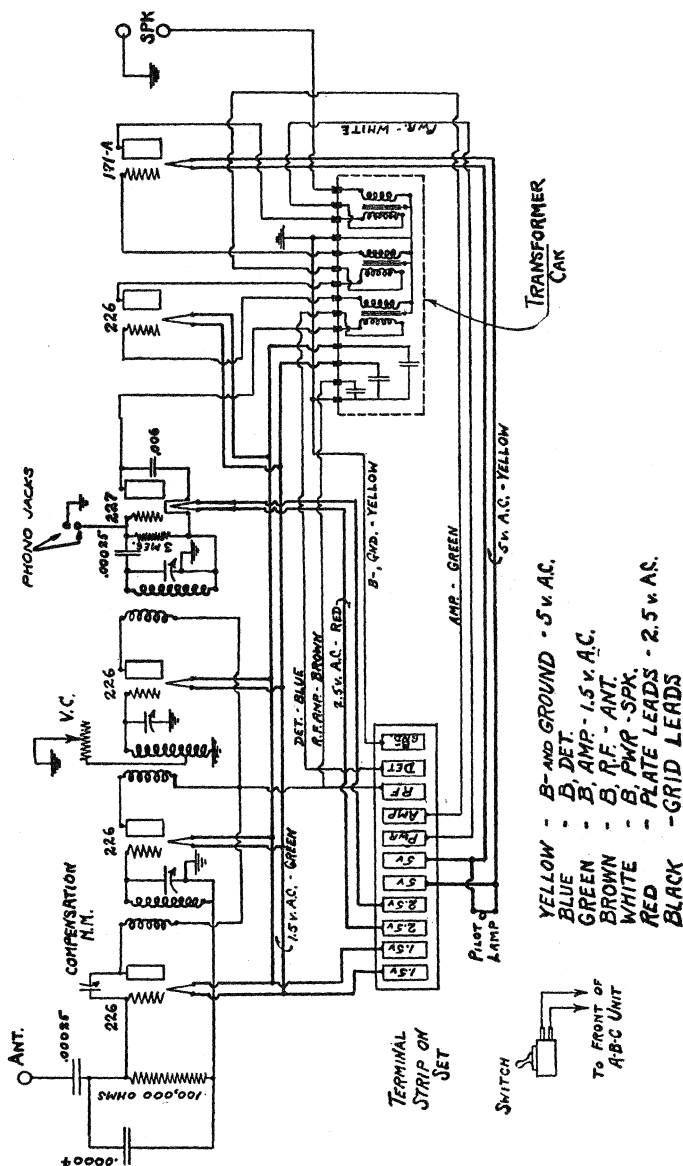 ANT.
.00025
.00004
100,000 OHMS
COMPENSATION
N.M.
226
226
V.C.
226
PHONO JACKS
.00025
3 MEG.
227
.006
226
171-A
SPK
PWR. - WHITE
TRANSFORMER
CAN
1.5 V. A.C. - GREEN
DET. - BLUE
R.F. AMP. - BROWN
2.5 V. A.C. - RED
B-, GND. - YELLOW
AMP. - GREEN
5 V. A.C. - YELLOW
TERMINAL
STRIP ON
SET
1.5V
1.5V
2.5V
2.5V
5V
5V
PWR
AMP
RF
DET
GND.
PILOT
LAMP
SWITCH
TO FRONT OF
A-B-C UNIT
YELLOW - B- AND GROUND - 5 V. A.C.
BLUE - B, DET.
GREEN - B, AMP. - 1.5 V. A.C.
BROWN - B, R.F. - ANT.
WHITE - B, PWR - SPK.
RED - PLATE LEADS - 2.5 V. A.C.
BLACK - GRID LEADS